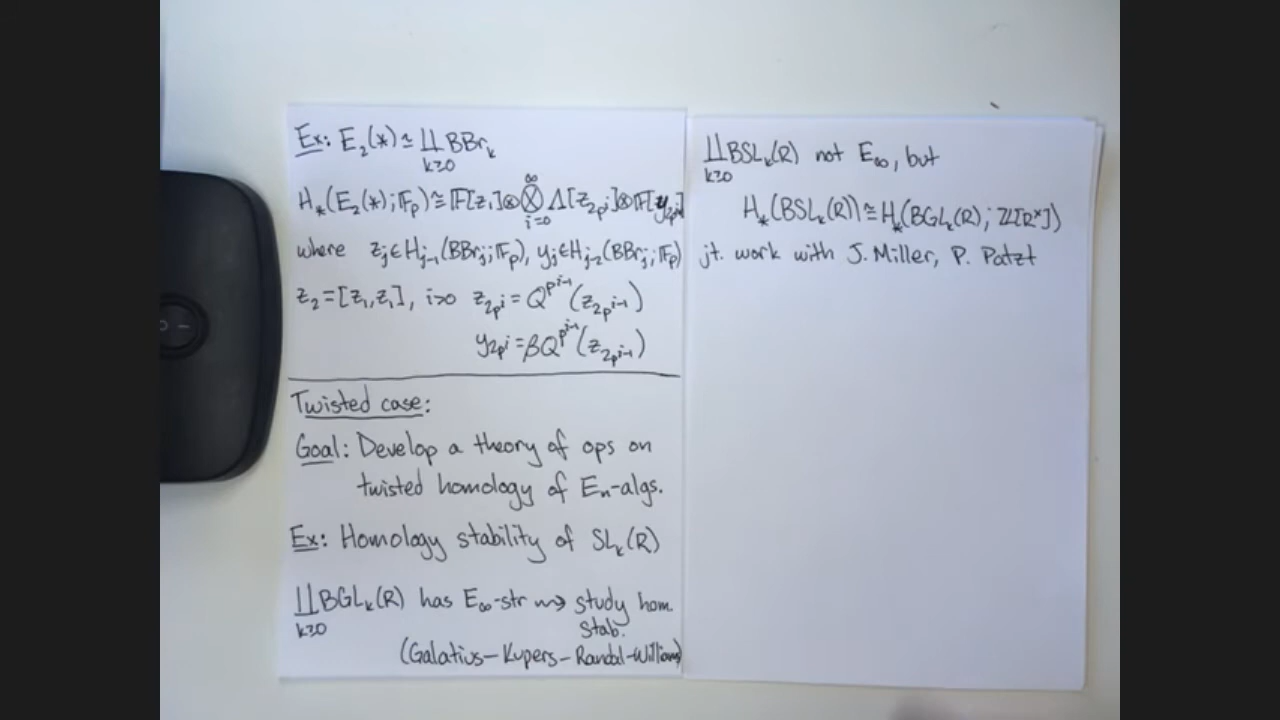 Ex: E₂(*) ≃ ∐_{k≥0} BBr_k
H_*(E₂(*);𝔽_p) ≅ 𝔽[z₁]⊗⨂_{i=0}^∞ Λ[z_{2pⁱ}]⊗𝔽[y_{2pⁱ}]
where z_j ∈ H_{j-1}(BBr_j;𝔽_p), y_j ∈ H_{j-2}(BBr_j;𝔽_p)
z₂ = [z₁,z₁], i>0 z_{2pⁱ} = Q^{p^{i-1}}(z_{2p^{i-1}})
y_{2pⁱ} = βQ^{p^{i-1}}(z_{2p^{i-1}})
Twisted case:
Goal: Develop a theory of ops on
twisted homology of E_n-algs.
Ex: Homology stability of SL_k(R)
∐_{k≥0} BGL_k(R) has E_∞-str ⇝ study hom.
stab.
(Galatius–Kupers–Randal-Williams)
∐_{k≥0} BSL_k(R) not E_∞, but
H_*(BSL_k(R)) ≅ H_*(BGL_k(R); ℤ[R^×])
jt. work with J. Miller, P. Patzt